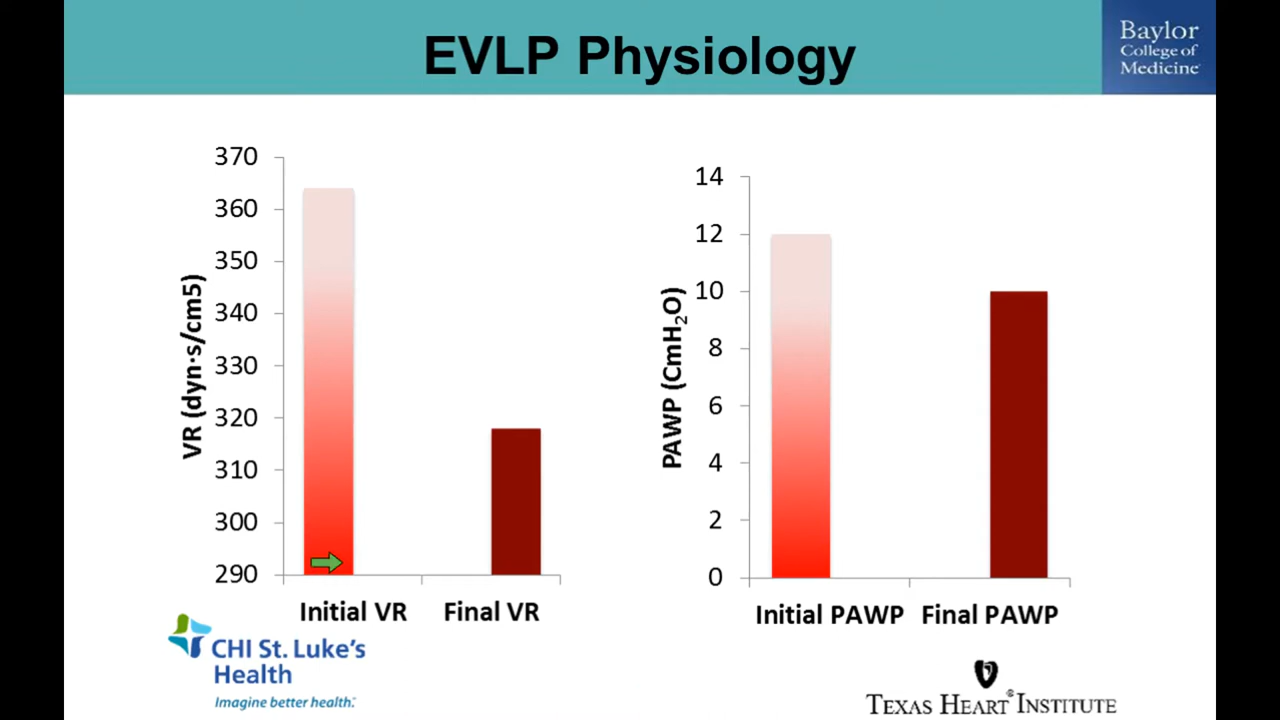 EVLP Physiology
Baylor
College of
Medicine
370
360
350
340
330
320
310
300
290
VR (dyn·s/cm5)
Initial VR
Final VR
14
12
10
8
6
4
2
0
PAWP (CmH₂O)
Initial PAWP
Final PAWP
CHI St. Luke's
Health
Imagine better health.™
TEXAS HEART® INSTITUTE